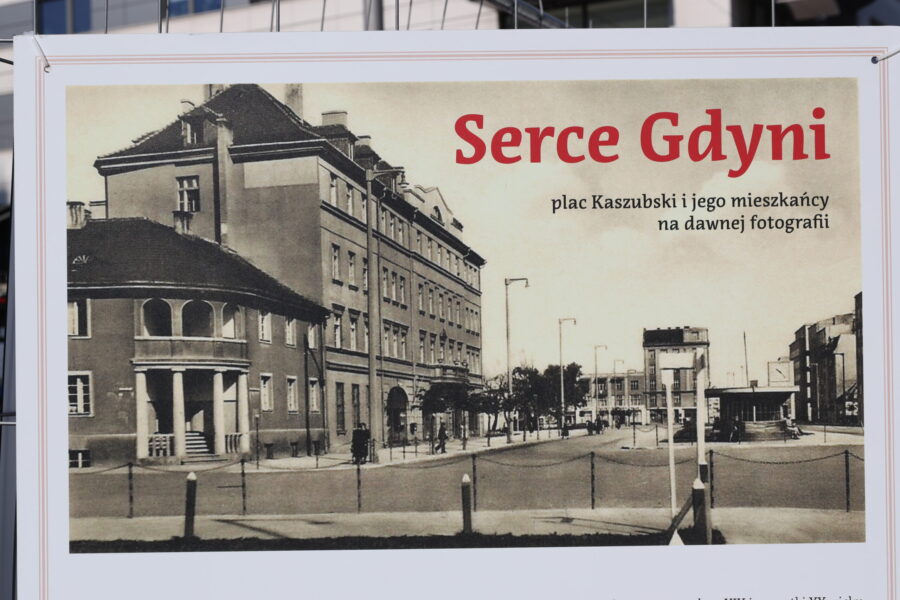 Serce Gdyni
plac Kaszubski i jego mieszkańcy
na dawnej fotografii